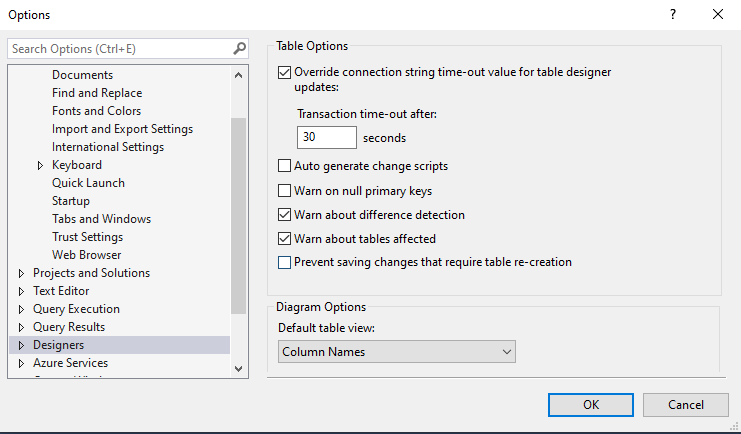 Options
?
Search Options (Ctrl+E)
Documents
Find and Replace
Fonts and Colors
Import and Export Settings
International Settings
Keyboard
Quick Launch
Startup
Tabs and Windows
Trust Settings
Web Browser
Projects and Solutions
Text Editor
Query Execution
Query Results
Designers
Azure Services
Table Options
Override connection string time-out value for table designer
updates:
Transaction time-out after:
30 seconds
Auto generate change scripts
Warn on null primary keys
Warn about difference detection
Warn about tables affected
Prevent saving changes that require table re-creation
Diagram Options
Default table view:
Column Names
OK
Cancel